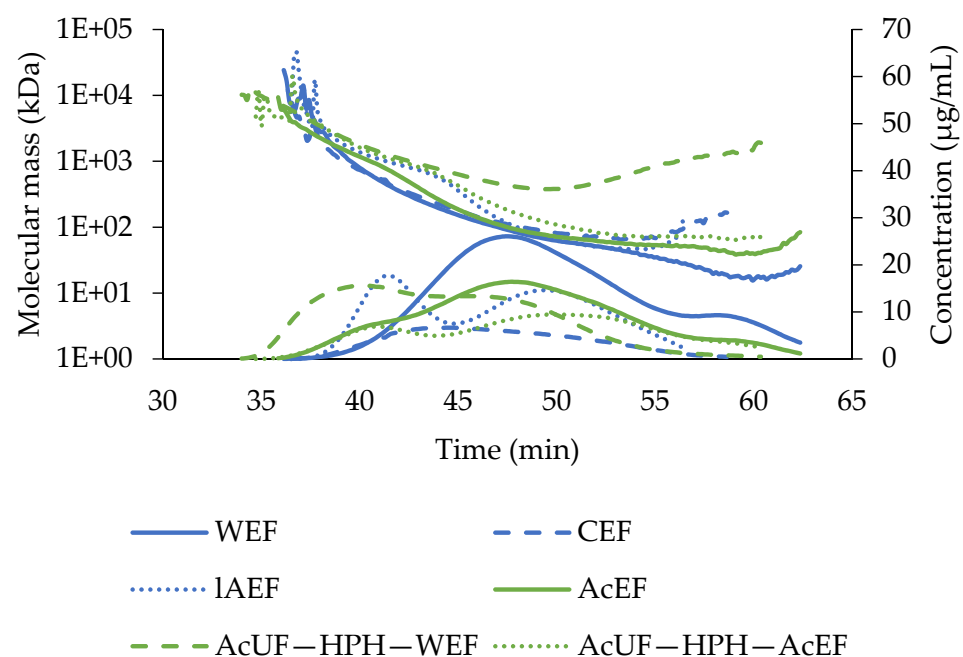 1E+05 70
60
1E+04
50
1E+03 40
1E+02 30
20
1E+01
10
1E+00 0
30 35 40 45 50 55 60 65
Molecular mass (kDa)
Concentration (µg/mL)
Time (min)
WEF CEF
lAEF AcEF
AcUF—HPH—WEF AcUF—HPH—AcEF